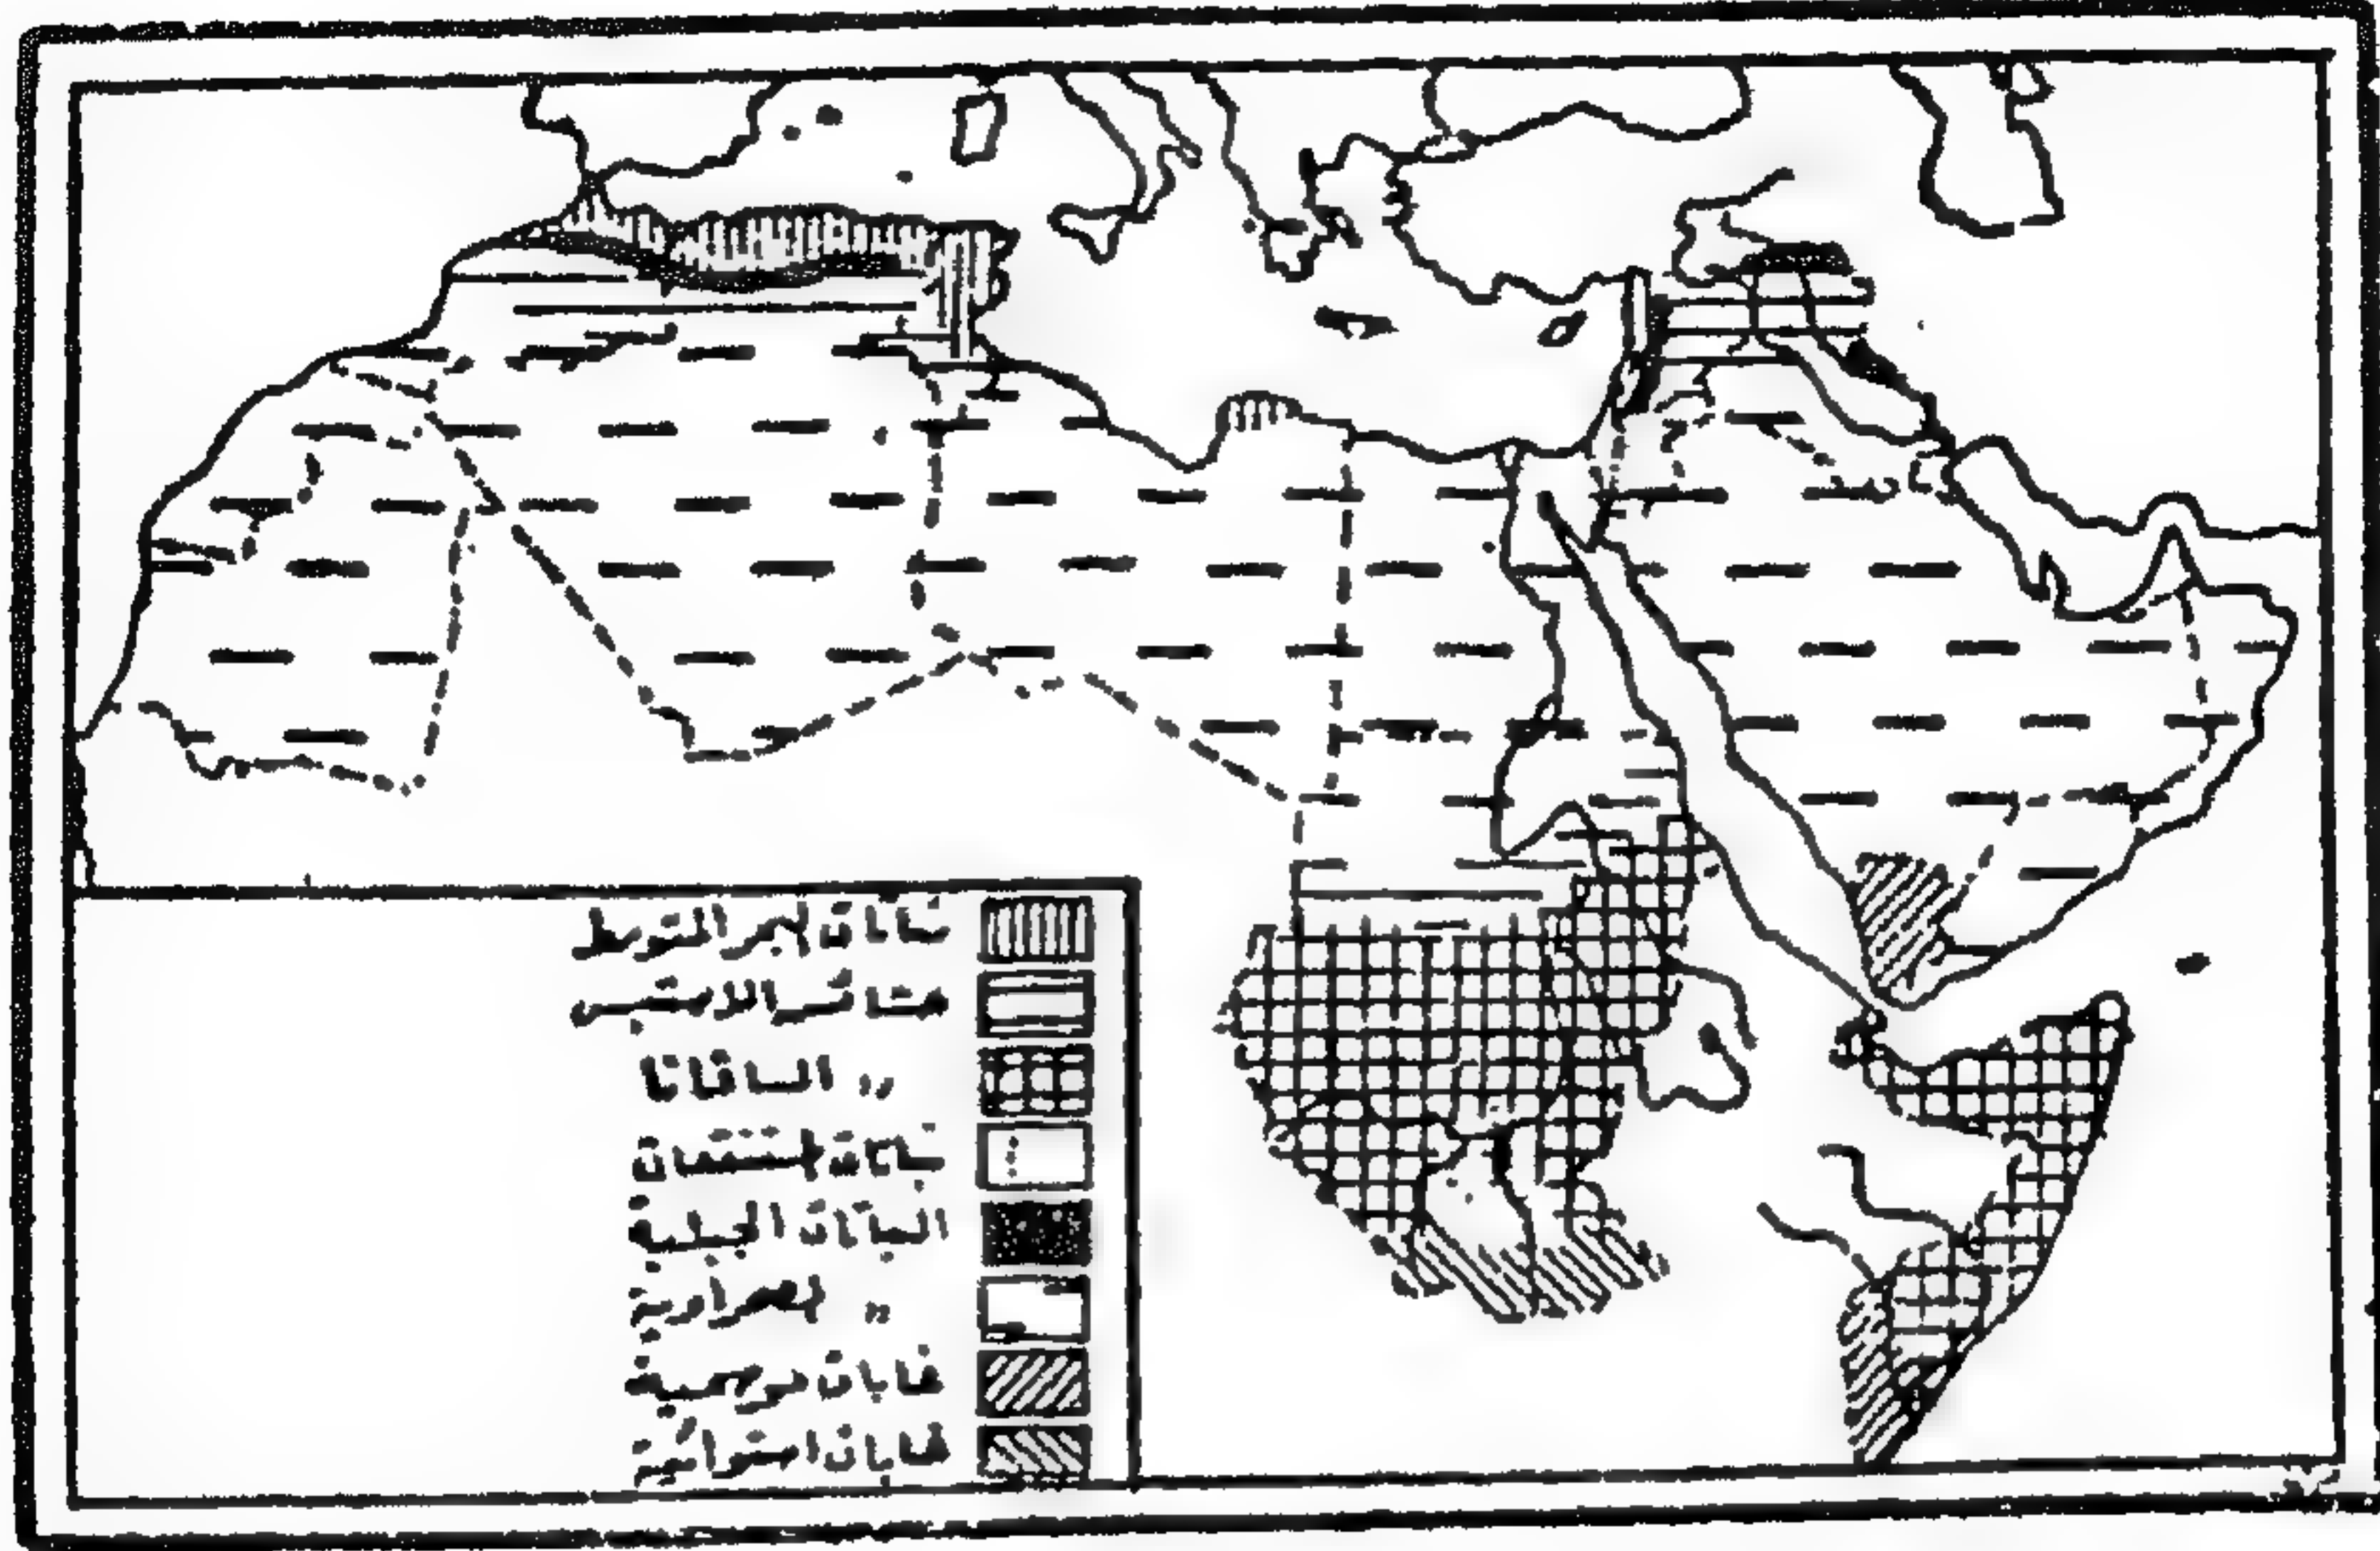 نباتات البحر المتوسط
حشائش الاستبس
〃 السافانا
نباتات المستنقعات
النباتات الجبلية
〃 الصحراوية
غابات موسمية
غابات استوائية